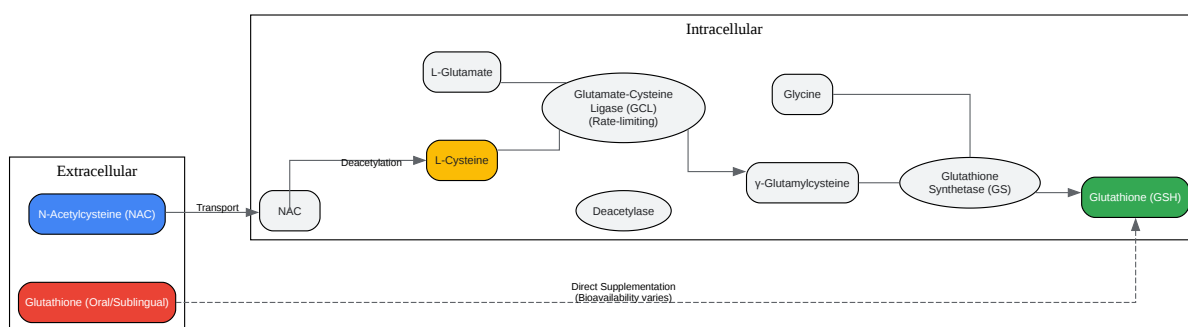 Intracellular
L-Glutamate
Glutamate-Cysteine
Ligase (GCL)
(Rate-limiting)
Glycine
Deacetylation
L-Cysteine
Extracellular
γ-Glutamylcysteine
Glutathione
Synthetase (GS)
Glutathione (GSH)
N-Acetylcysteine (NAC)
Transport
NAC
Deacetylase
Direct Supplementation
(Bioavailability varies)
Glutathione (Oral/Sublingual)